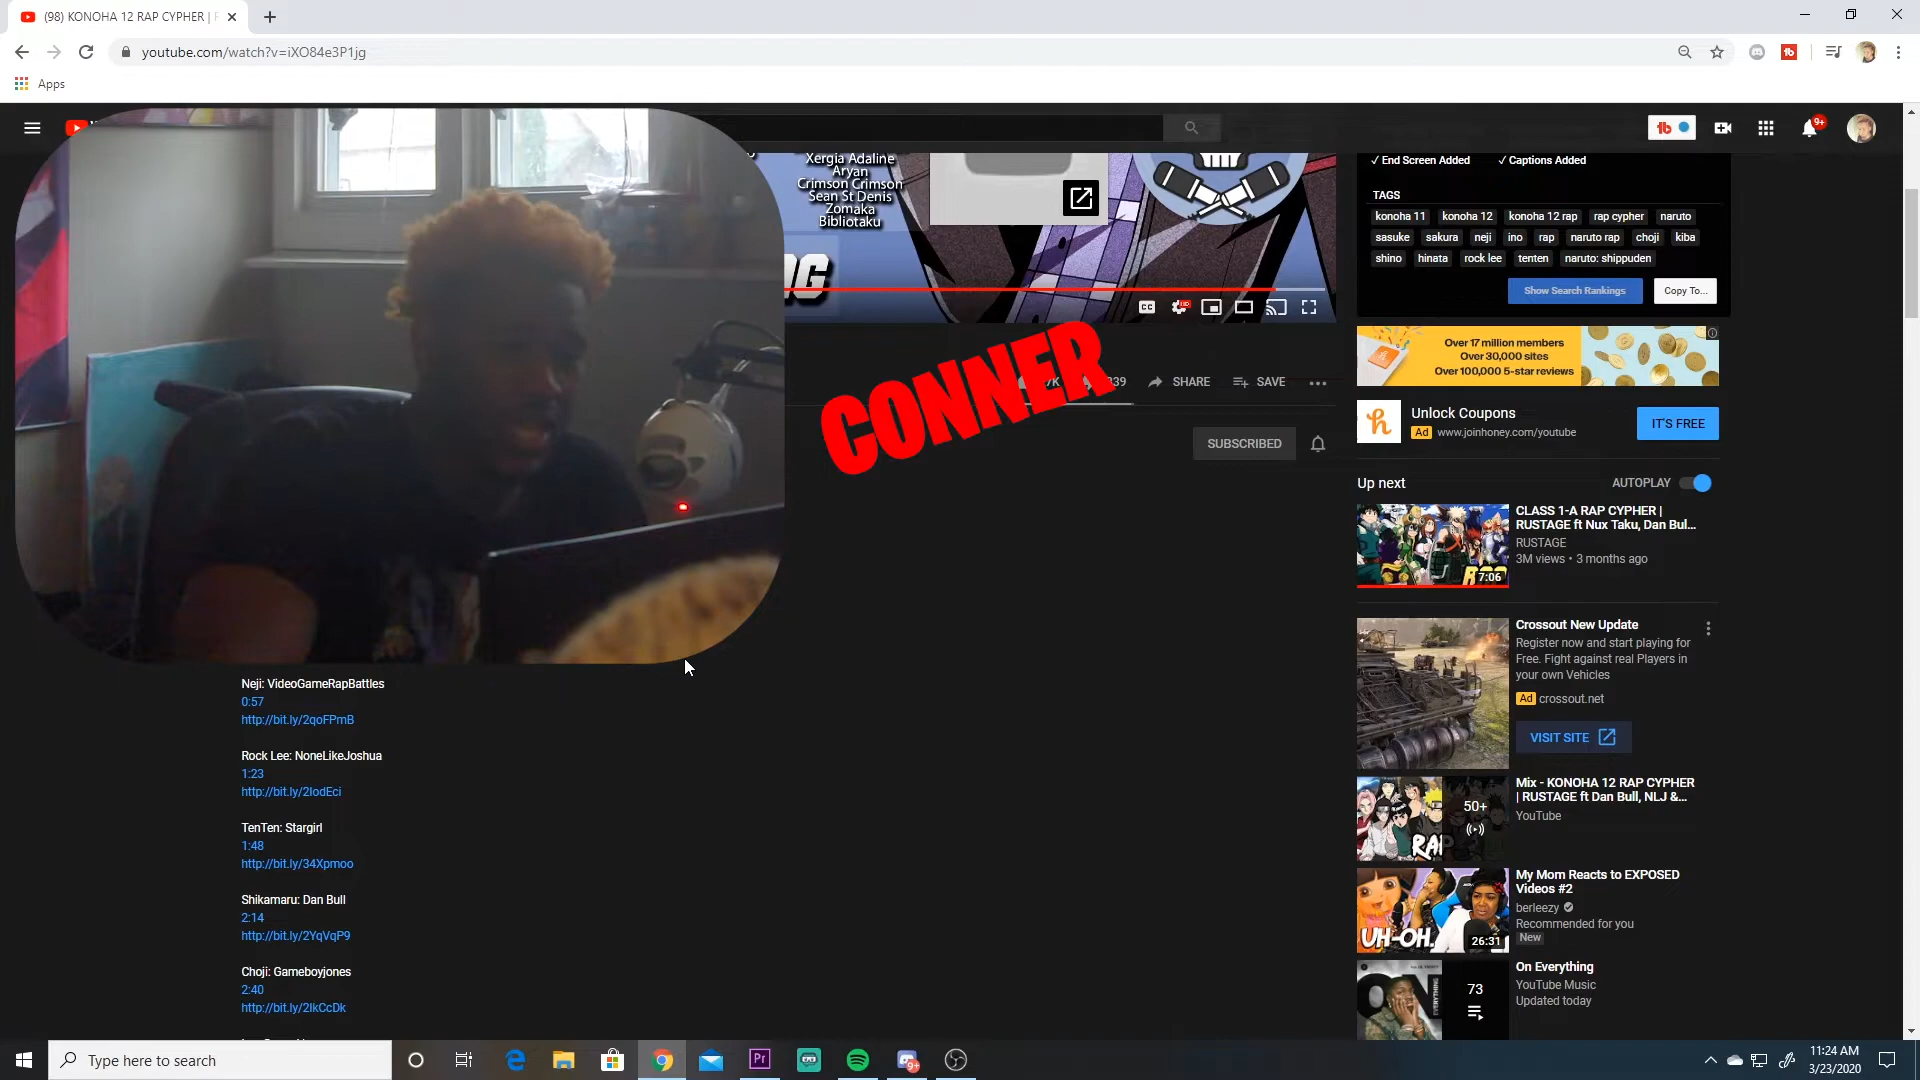 (98) KONOHA 12 RAP CYPHER |
youtube.com/watch?v=iXO84e3P1jg
Apps
9+
Xergia Adaline
Aryan
Crimson Crimson
Sean St Denis
Zomaka
Bibliotaku
CC
HD
CONNER
SHARE
SAVE
SUBSCRIBED
✓ End Screen Added
✓ Captions Added
TAGS
konoha 11
konoha 12
konoha 12 rap
rap cypher
naruto
sasuke
sakura
neji
ino
rap
naruto rap
choji
kiba
shino
hinata
rock lee
tenten
naruto: shippuden
Show Search Rankings
Copy To...
Over 17 million members
Over 30,000 sites
Over 100,000 5-star reviews
Unlock Coupons
Ad www.joinhoney.com/youtube
IT'S FREE
Up next
AUTOPLAY
CLASS 1-A RAP CYPHER |
RUSTAGE ft Nux Taku, Dan Bul...
RUSTAGE
3M views • 3 months ago
7:06
Crossout New Update
Register now and start playing for
Free. Fight against real Players in
your own Vehicles
Ad crossout.net
VISIT SITE
Mix - KONOHA 12 RAP CYPHER
| RUSTAGE ft Dan Bull, NLJ &...
YouTube
50+
My Mom Reacts to EXPOSED
Videos #2
berleezy
Recommended for you
New
UH-OH.
26:31
On Everything
YouTube Music
Updated today
73
Neji: VideoGameRapBattles
0:57
http://bit.ly/2qoFPmB
Rock Lee: NoneLikeJoshua
1:23
http://bit.ly/2IodEci
TenTen: Stargirl
1:48
http://bit.ly/34Xpmoo
Shikamaru: Dan Bull
2:14
http://bit.ly/2YqVqP9
Choji: Gameboyjones
2:40
http://bit.ly/2IkCcDk
Type here to search
Pr
9+
11:24 AM
3/23/2020